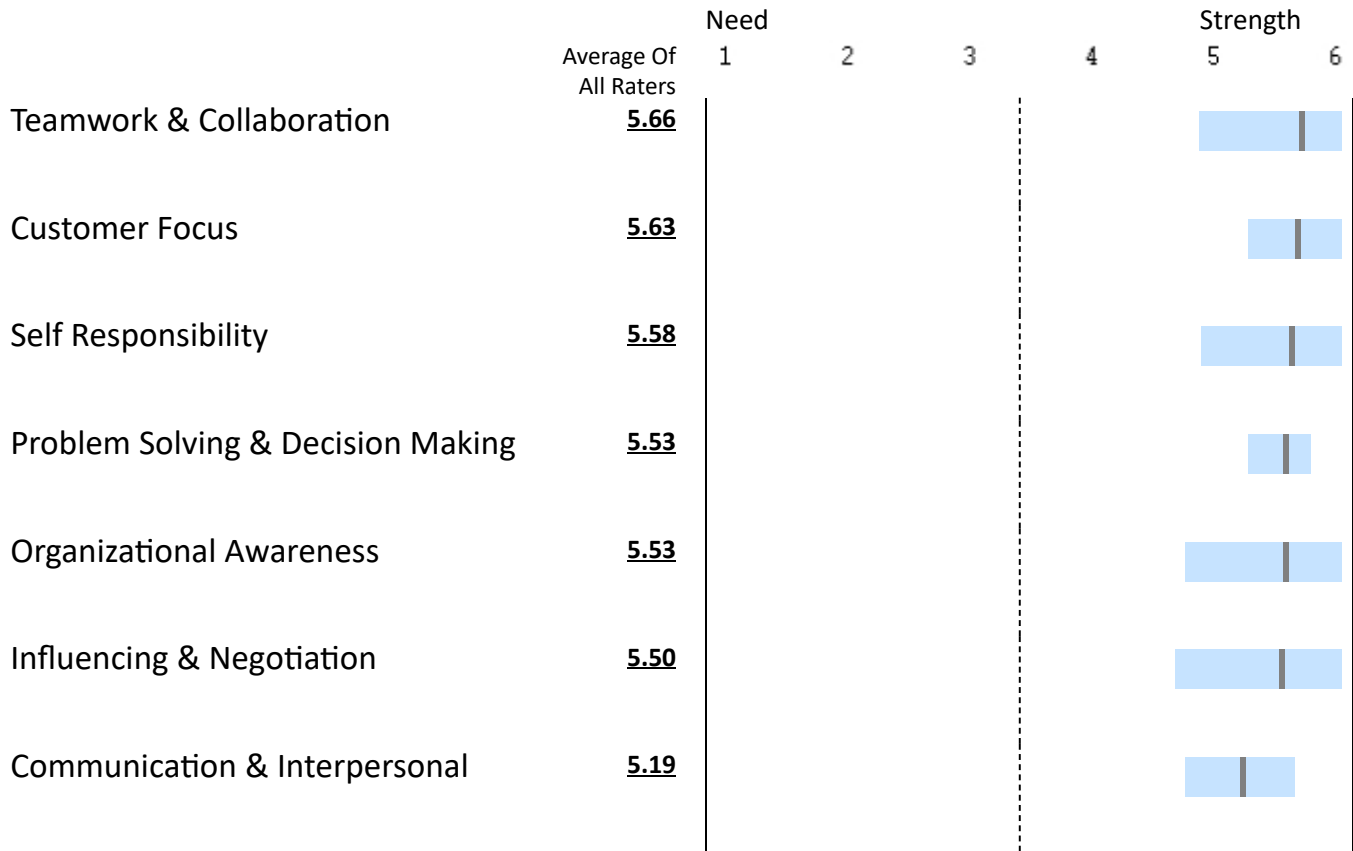 Need Strength
Average Of 1 2 3 4 5 6
All Raters
Teamwork & Collaboration 5.66
Customer Focus 5.63
Self Responsibility 5.58
Problem Solving & Decision Making 5.53
Organizational Awareness 5.53
Influencing & Negotiation 5.50
Communication & Interpersonal 5.19